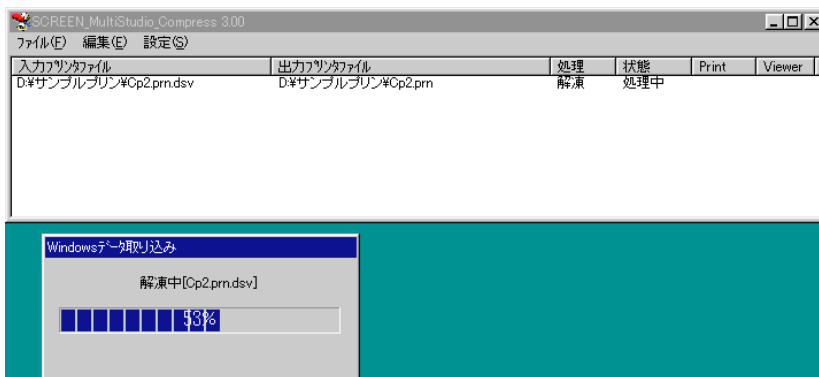 SCREEN_MultiStudio_Compress 3.00
ファイル(F) 編集(E) 設定(S)
入力プリンタファイル 出力プリンタファイル 処理 状態 Print Viewer
D:¥サンプルプリン¥Cp2.prn.dsv D:¥サンプルプリン¥Cp2.prn 解凍 処理中
Windowsデータ取り込み
解凍中[Cp2.prn.dsv]
53%